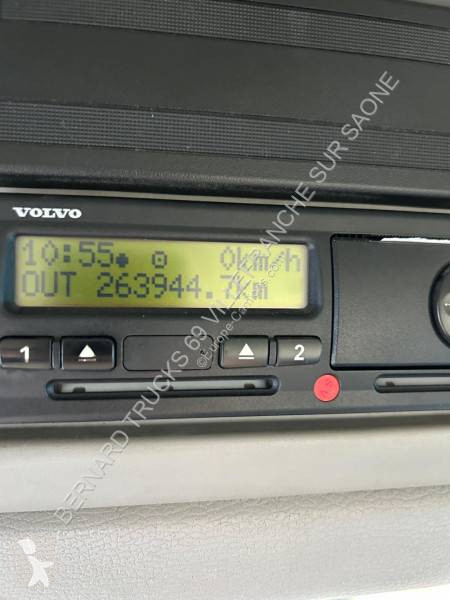 VOLVO
10:55 0km/h
OUT 263944.7km
1 2
BERNARD TRUCKS 69 VILLEFRANCHE SUR SAONE